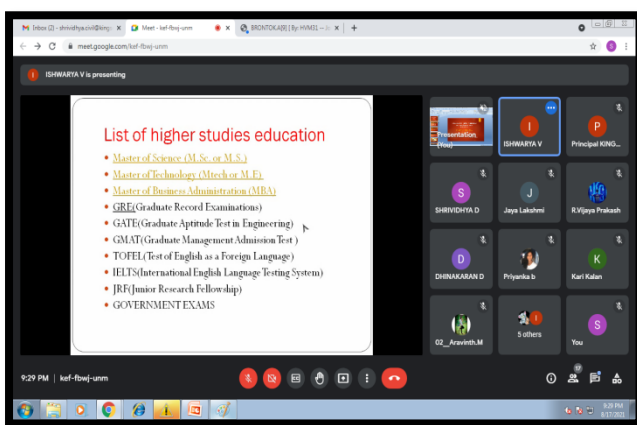 Inbox (2) - shrividhya.civil@king
Meet - kef-fbwj-unm
BRONTOKA[9] [ By: HVM31 --
meet.google.com/kef-fbwj-unm
S
I
ISHWARYA V is presenting
List of higher studies education
• Master of Science (M.Sc. or M.S.)
• Master of Technology (Mtech or M.E)
• Master of Business Administration (MBA)
• GRE(Graduate Record Examinations)
• GATE(Graduate Aptitude Test in Engineering)
• GMAT(Graduate Management Admission Test )
• TOFEL(Test of English as a Foreign Language)
• IELTS(International English Language Testing System)
• JRF(Junior Research Fellowship)
• GOVERNMENT EXAMS
Presentation
(You)
I
ISHWARYA V
P
Principal KING...
S
SHRIVIDHYA D
J
Jaya Lakshmi
R.Vijaya Prakash
D
DHINAKARAN D
Priyanka b
K
Kari Kalan
02__Aravinth.M
5 others
S
You
9:29 PM | kef-fbwj-unm
9:29 PM
8/17/2021